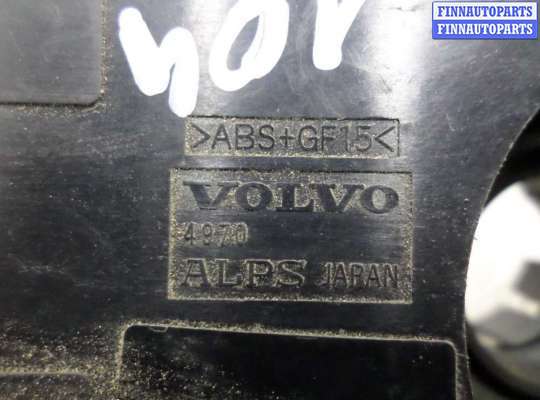 FINNAUTOPARTS
FINNAUTOPARTS
>ABS+GF15<
VOLVO
4970
ALPS JAPAN